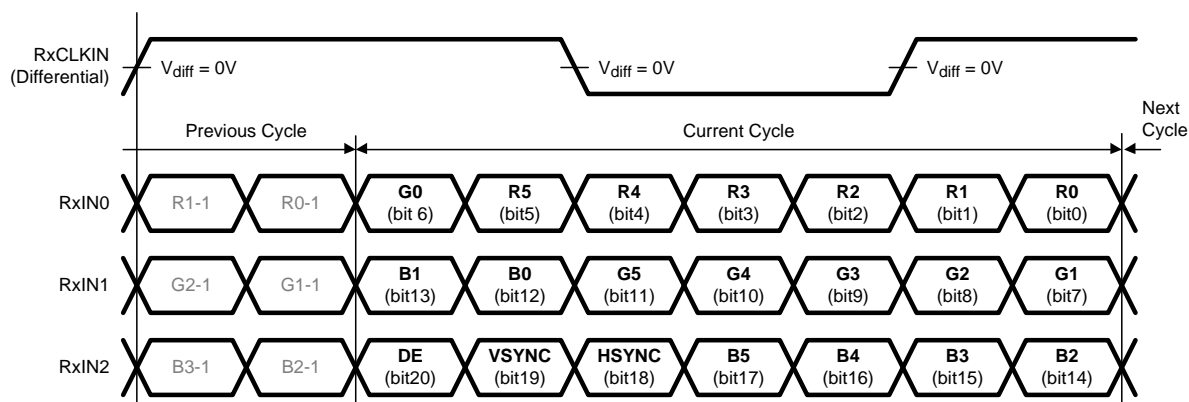 RxCLKIN
(Differential)
Vdiff = 0V
Vdiff = 0V
Vdiff = 0V
Previous Cycle
Current Cycle
Next
Cycle
RxIN0
R1-1
R0-1
G0
(bit 6)
R5
(bit5)
R4
(bit4)
R3
(bit3)
R2
(bit2)
R1
(bit1)
R0
(bit0)
RxIN1
G2-1
G1-1
B1
(bit13)
B0
(bit12)
G5
(bit11)
G4
(bit10)
G3
(bit9)
G2
(bit8)
G1
(bit7)
RxIN2
B3-1
B2-1
DE
(bit20)
VSYNC
(bit19)
HSYNC
(bit18)
B5
(bit17)
B4
(bit16)
B3
(bit15)
B2
(bit14)